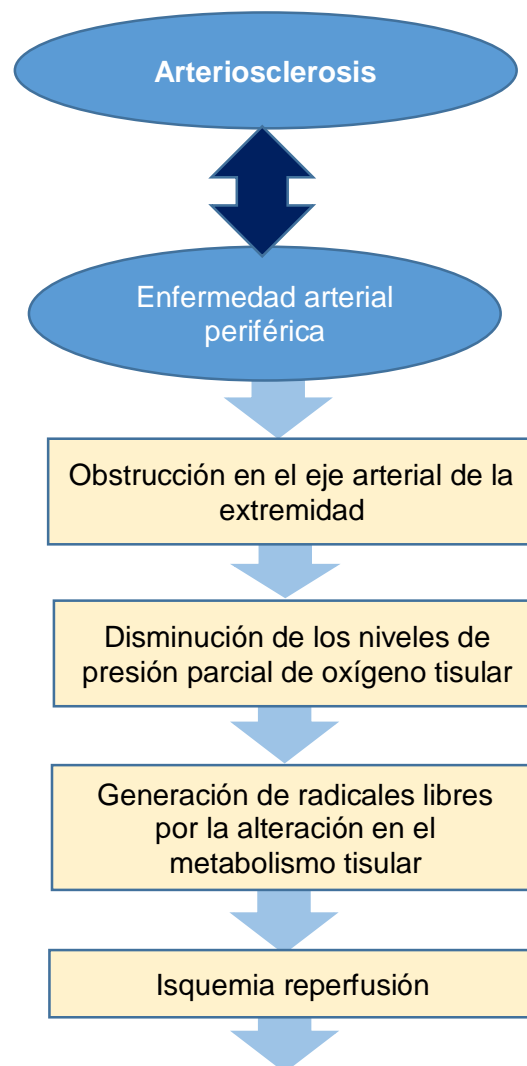 Arteriosclerosis
Enfermedad arterial
periférica
Obstrucción en el eje arterial de la
extremidad
Disminución de los niveles de
presión parcial de oxígeno tisular
Generación de radicales libres
por la alteración en el
metabolismo tisular
Isquemia reperfusión